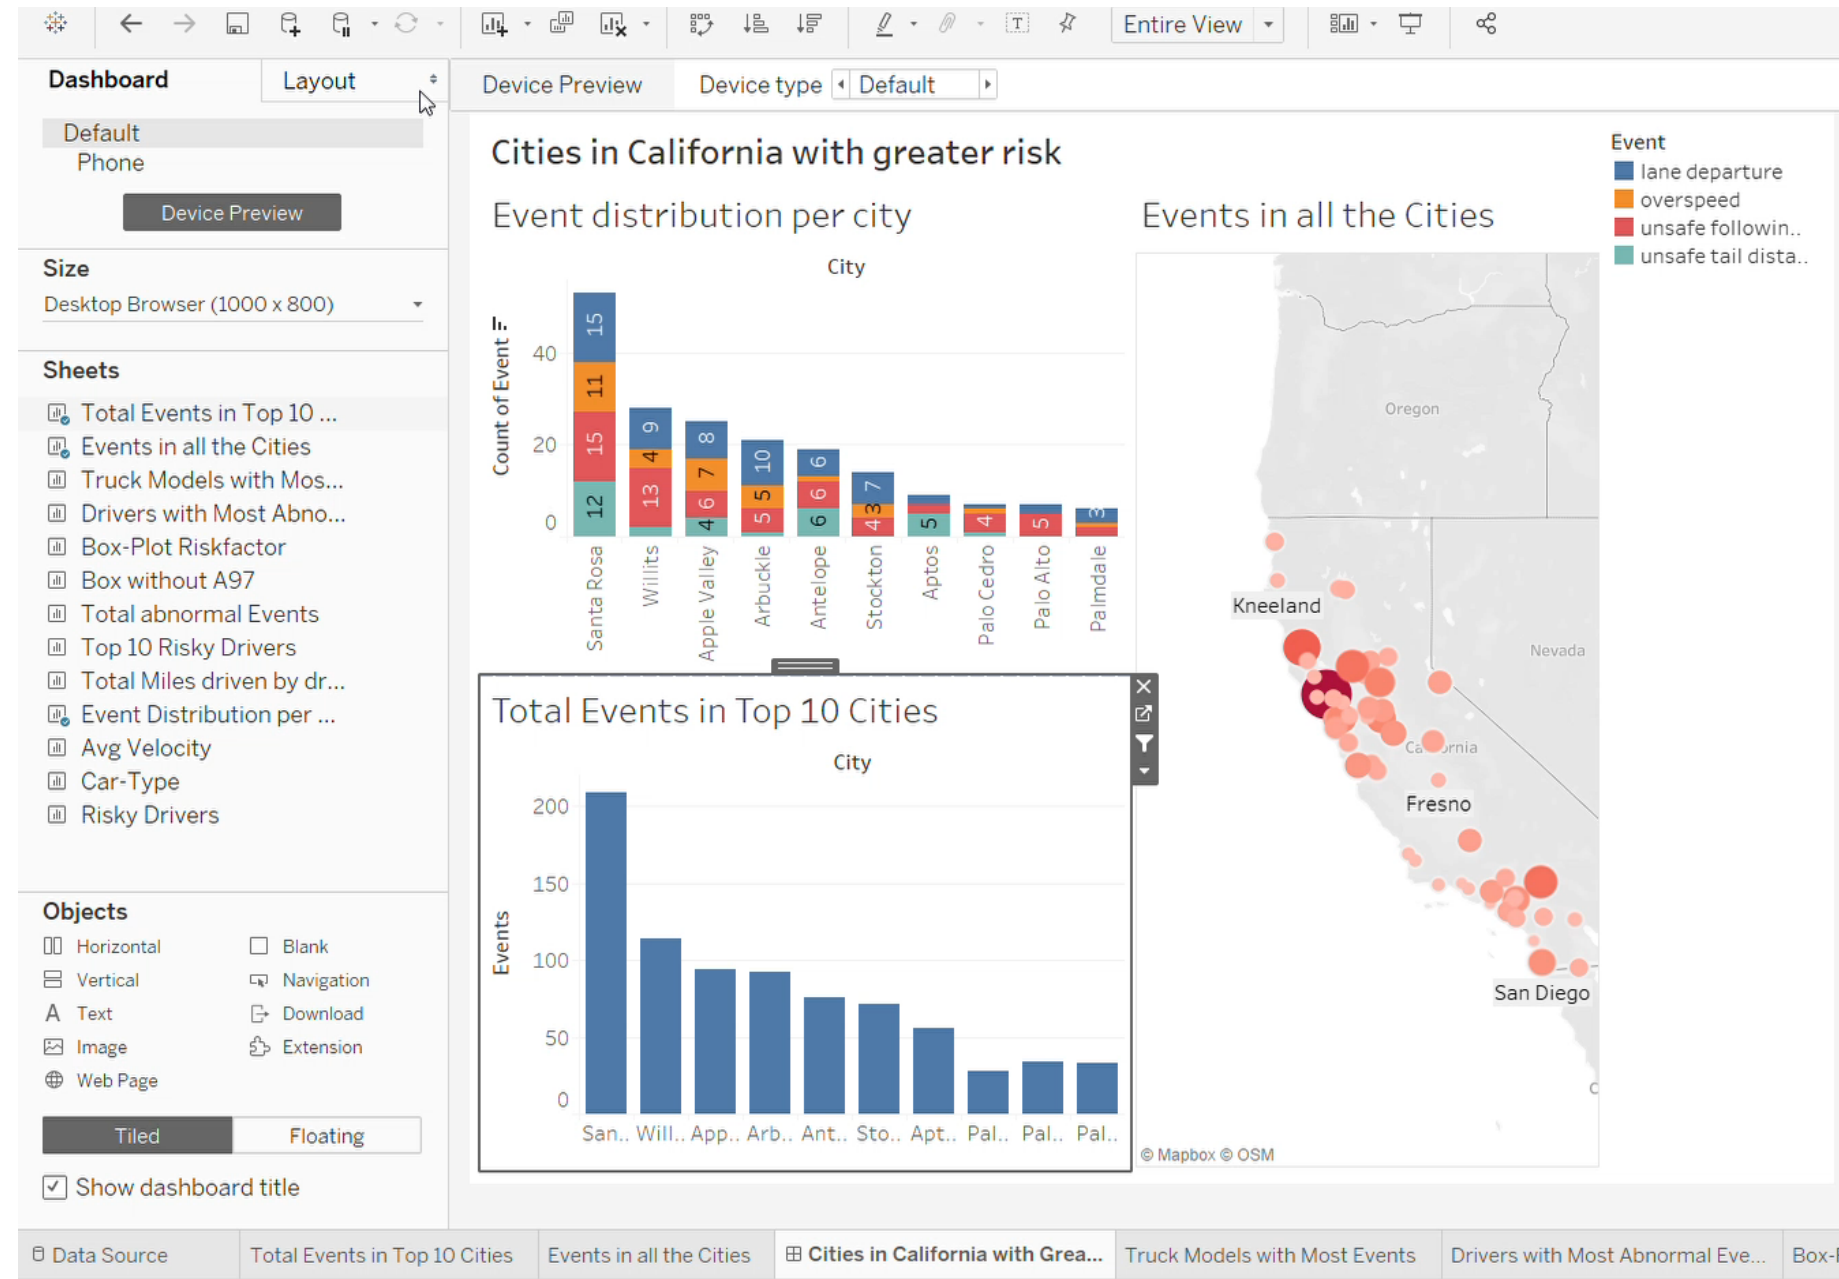 Entire View
Dashboard
Layout
Device Preview
Device type
Default
Default
Phone
Device Preview
Size
Desktop Browser (1000 x 800)
Sheets
Total Events in Top 10 ...
Events in all the Cities
Truck Models with Mos...
Drivers with Most Abno...
Box-Plot Riskfactor
Box without A97
Total abnormal Events
Top 10 Risky Drivers
Total Miles driven by dr...
Event Distribution per ...
Avg Velocity
Car-Type
Risky Drivers
Objects
Horizontal
Blank
Vertical
Navigation
A Text
Download
Image
Extension
Web Page
Tiled
Floating
Show dashboard title
Cities in California with greater risk
Event distribution per city
City
Count of Event
40
20
0
15
11
15
12
9
4
13
8
7
6
4
10
5
5
6
6
6
7
3
4
5
4
5
3
Santa Rosa
Willits
Apple Valley
Arbuckle
Antelope
Stockton
Aptos
Palo Cedro
Palo Alto
Palmdale
Total Events in Top 10 Cities
City
Events
200
150
100
50
0
San.. Will.. App.. Arb.. Ant.. Sto.. Apt.. Pal.. Pal.. Pal..
Events in all the Cities
Oregon
Kneeland
Nevada
Fresno
San Diego
© Mapbox © OSM
Event
lane departure
overspeed
unsafe followin..
unsafe tail dista..
Data Source
Total Events in Top 10 Cities
Events in all the Cities
Cities in California with Grea...
Truck Models with Most Events
Drivers with Most Abnormal Eve...